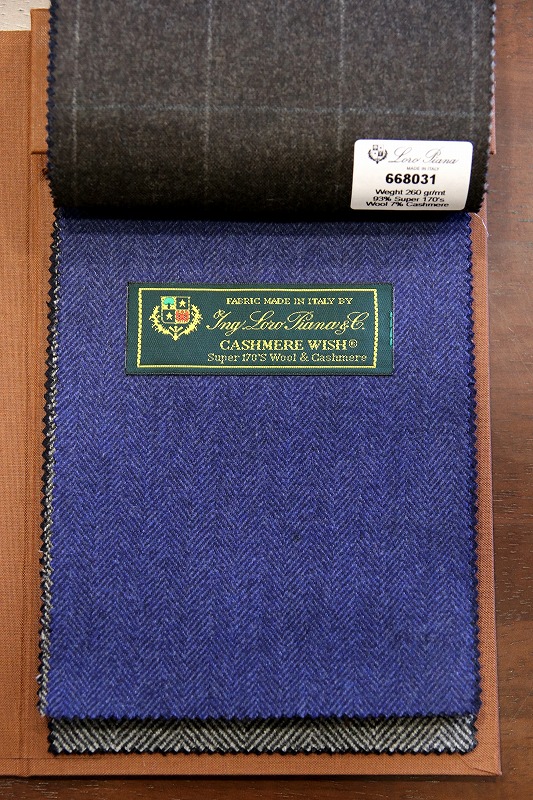 Loro Piana
MADE IN ITALY
668031
Weght 260 gr/mt
93% Super 170's
Wool 7% Cashmere
FABRIC MADE IN ITALY BY
Ing. Loro Piana & C.
CASHMERE WISH®
Super 170'S Wool & Cashmere